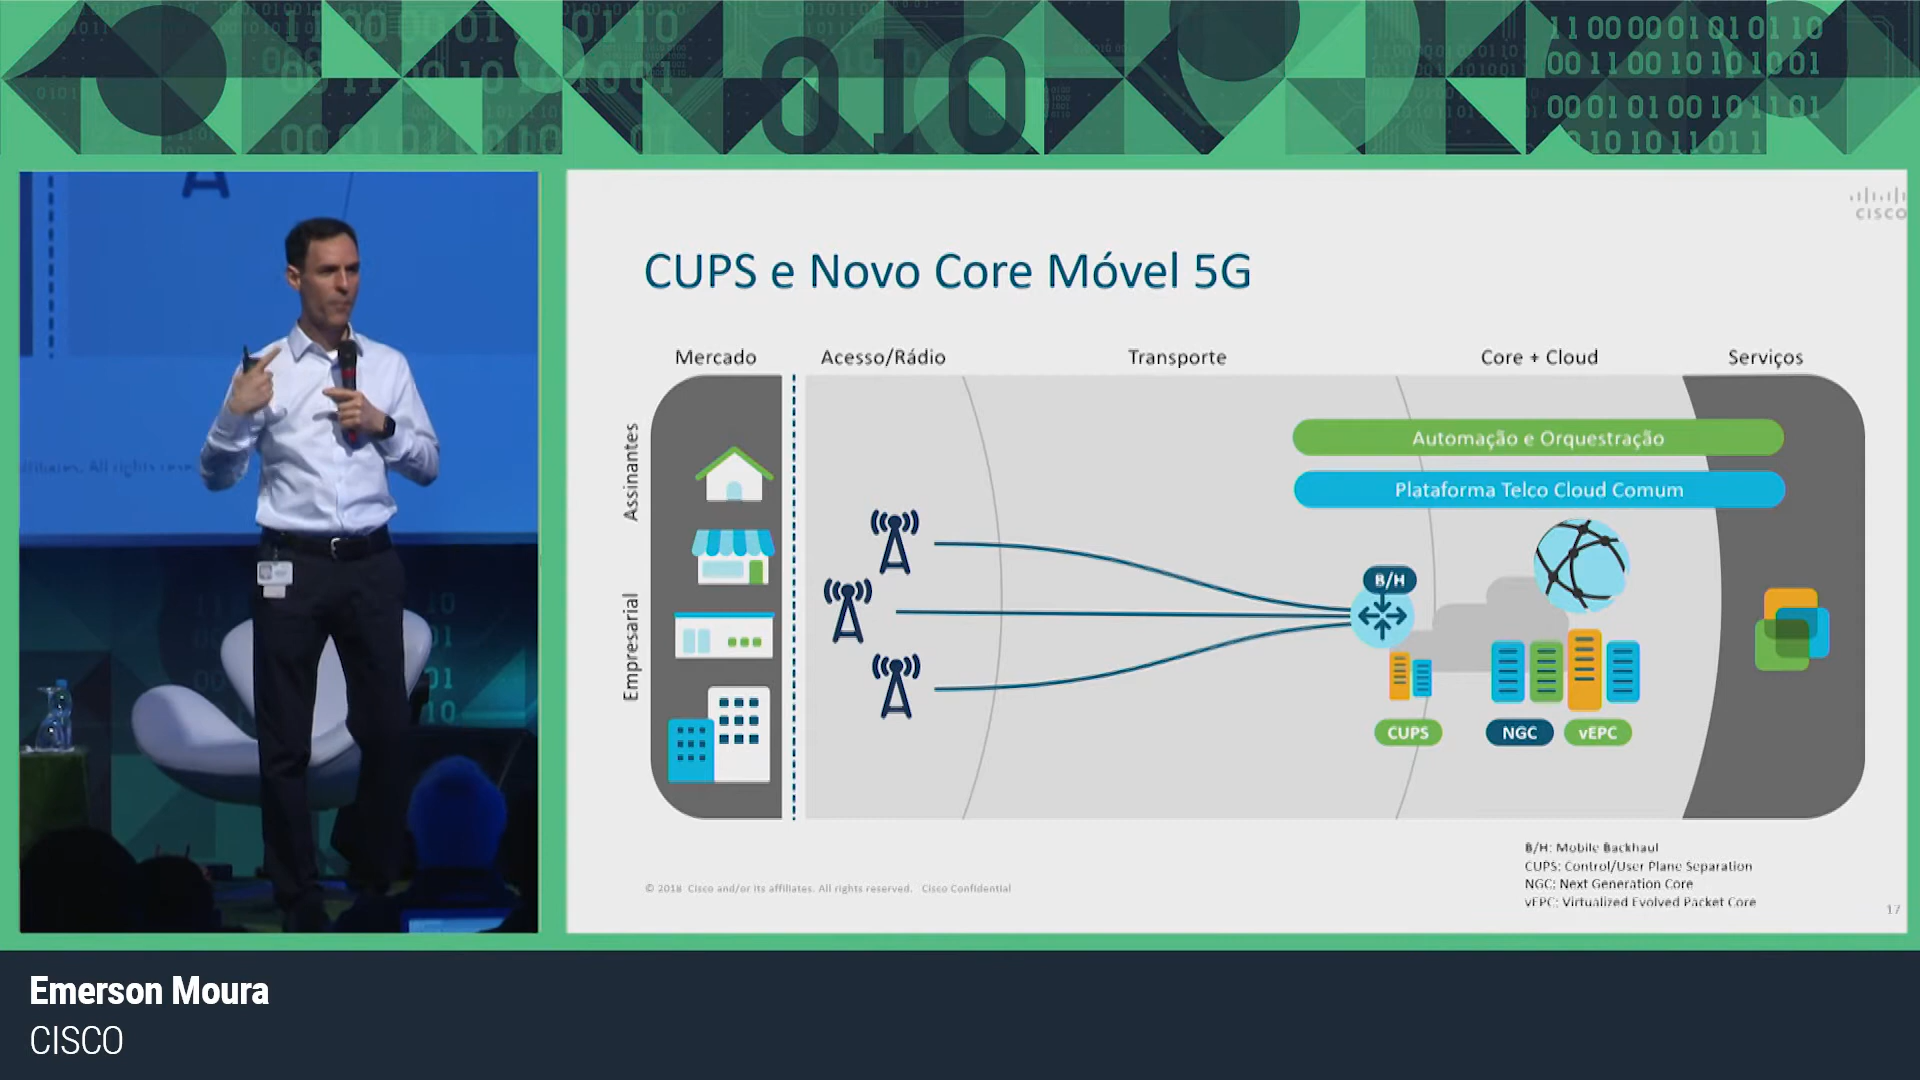 CISCO
CUPS e Novo Core Móvel 5G
Mercado
Acesso/Rádio
Transporte
Core + Cloud
Serviços
Assinantes
Empresarial
Automação e Orquestração
Plataforma Telco Cloud Comum
B/H
CUPS
NGC
vEPC
B/H: Mobile Backhaul
CUPS: Control/User Plane Separation
NGC: Next Generation Core
vEPC: Virtualized Evolved Packet Core
© 2018 Cisco and/or its affiliates. All rights reserved. Cisco Confidential
17
Emerson Moura
CISCO